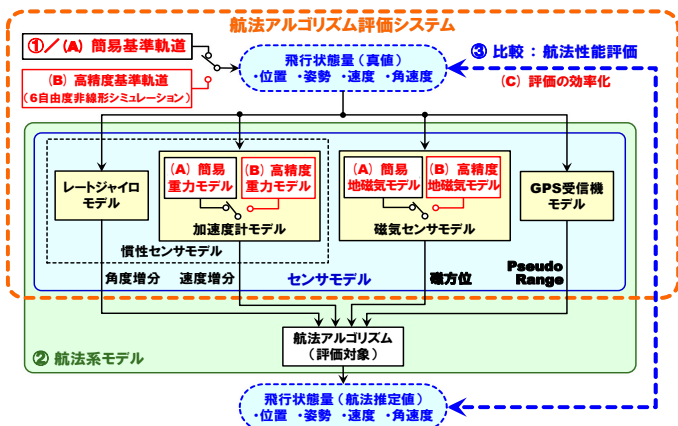 航法アルゴリズム評価システム
①／(A) 簡易基準軌道
(B) 高精度基準軌道
(6自由度非線形シミュレーション)
飛行状態量(真値)
・位置 ・姿勢 ・速度 ・角速度
③ 比較：航法性能評価
(C) 評価の効率化
レートジャイロ
モデル
(A) 簡易
重力モデル
(B) 高精度
重力モデル
加速度計モデル
慣性センサモデル
(A) 簡易
地磁気モデル
(B) 高精度
地磁気モデル
磁気センサモデル
GPS受信機
モデル
角度増分
速度増分
センサモデル
磁方位
Pseudo
Range
航法アルゴリズム
(評価対象)
② 航法系モデル
飛行状態量(航法推定値)
・位置 ・姿勢 ・速度 ・角速度